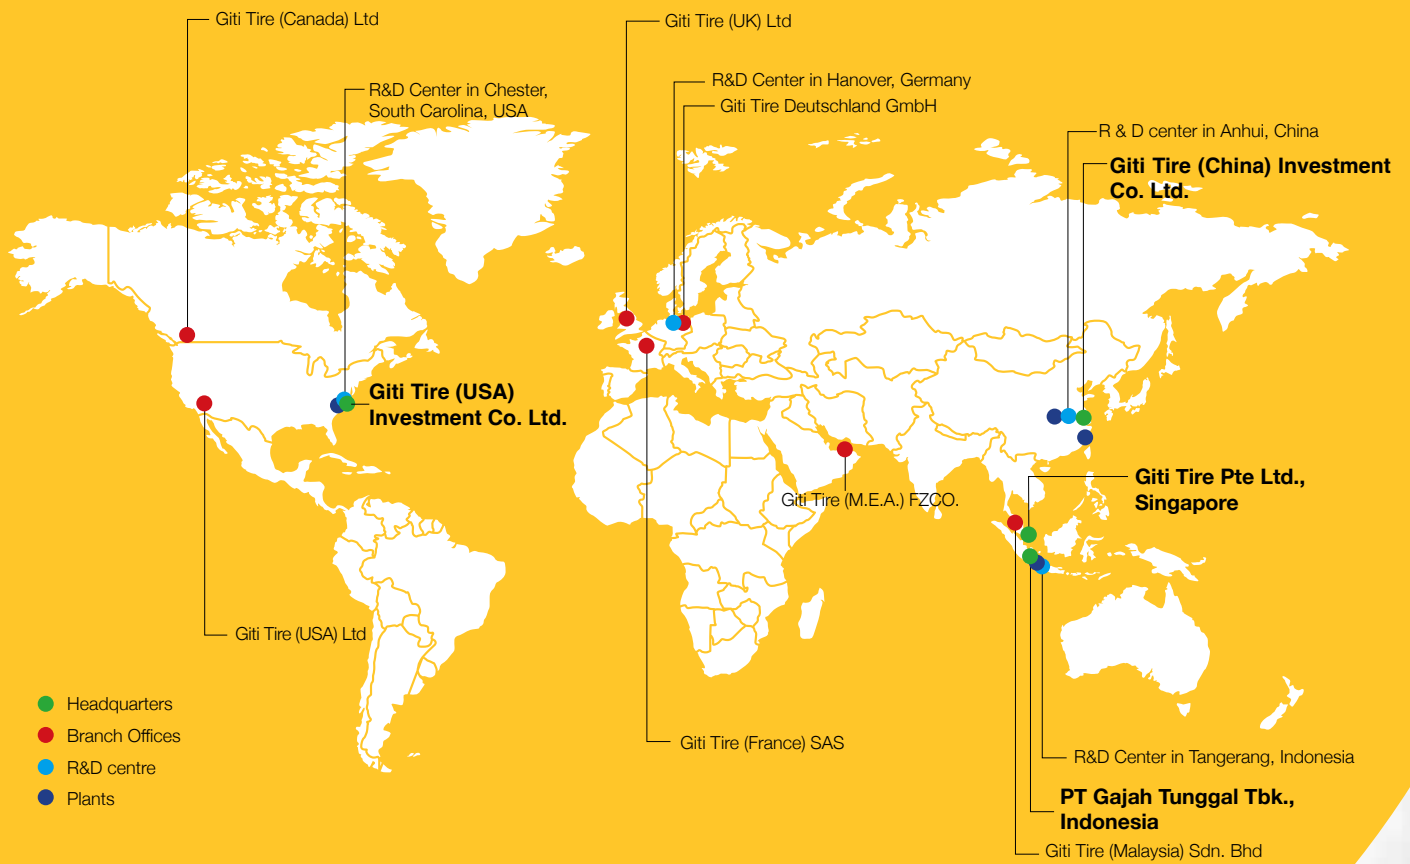 Giti Tire (Canada) Ltd
Giti Tire (UK) Ltd
R&D Center in Chester,
South Carolina, USA
R&D Center in Hanover, Germany
Giti Tire Deutschland GmbH
R & D center in Anhui, China
Giti Tire (China) Investment
Co. Ltd.
Giti Tire (USA)
Investment Co. Ltd.
Giti Tire (M.E.A.) FZCO.
Giti Tire Pte Ltd.,
Singapore
Giti Tire (USA) Ltd
Giti Tire (France) SAS
R&D Center in Tangerang, Indonesia
PT Gajah Tunggal Tbk.,
Indonesia
Giti Tire (Malaysia) Sdn. Bhd
Headquarters
Branch Offices
R&D centre
Plants